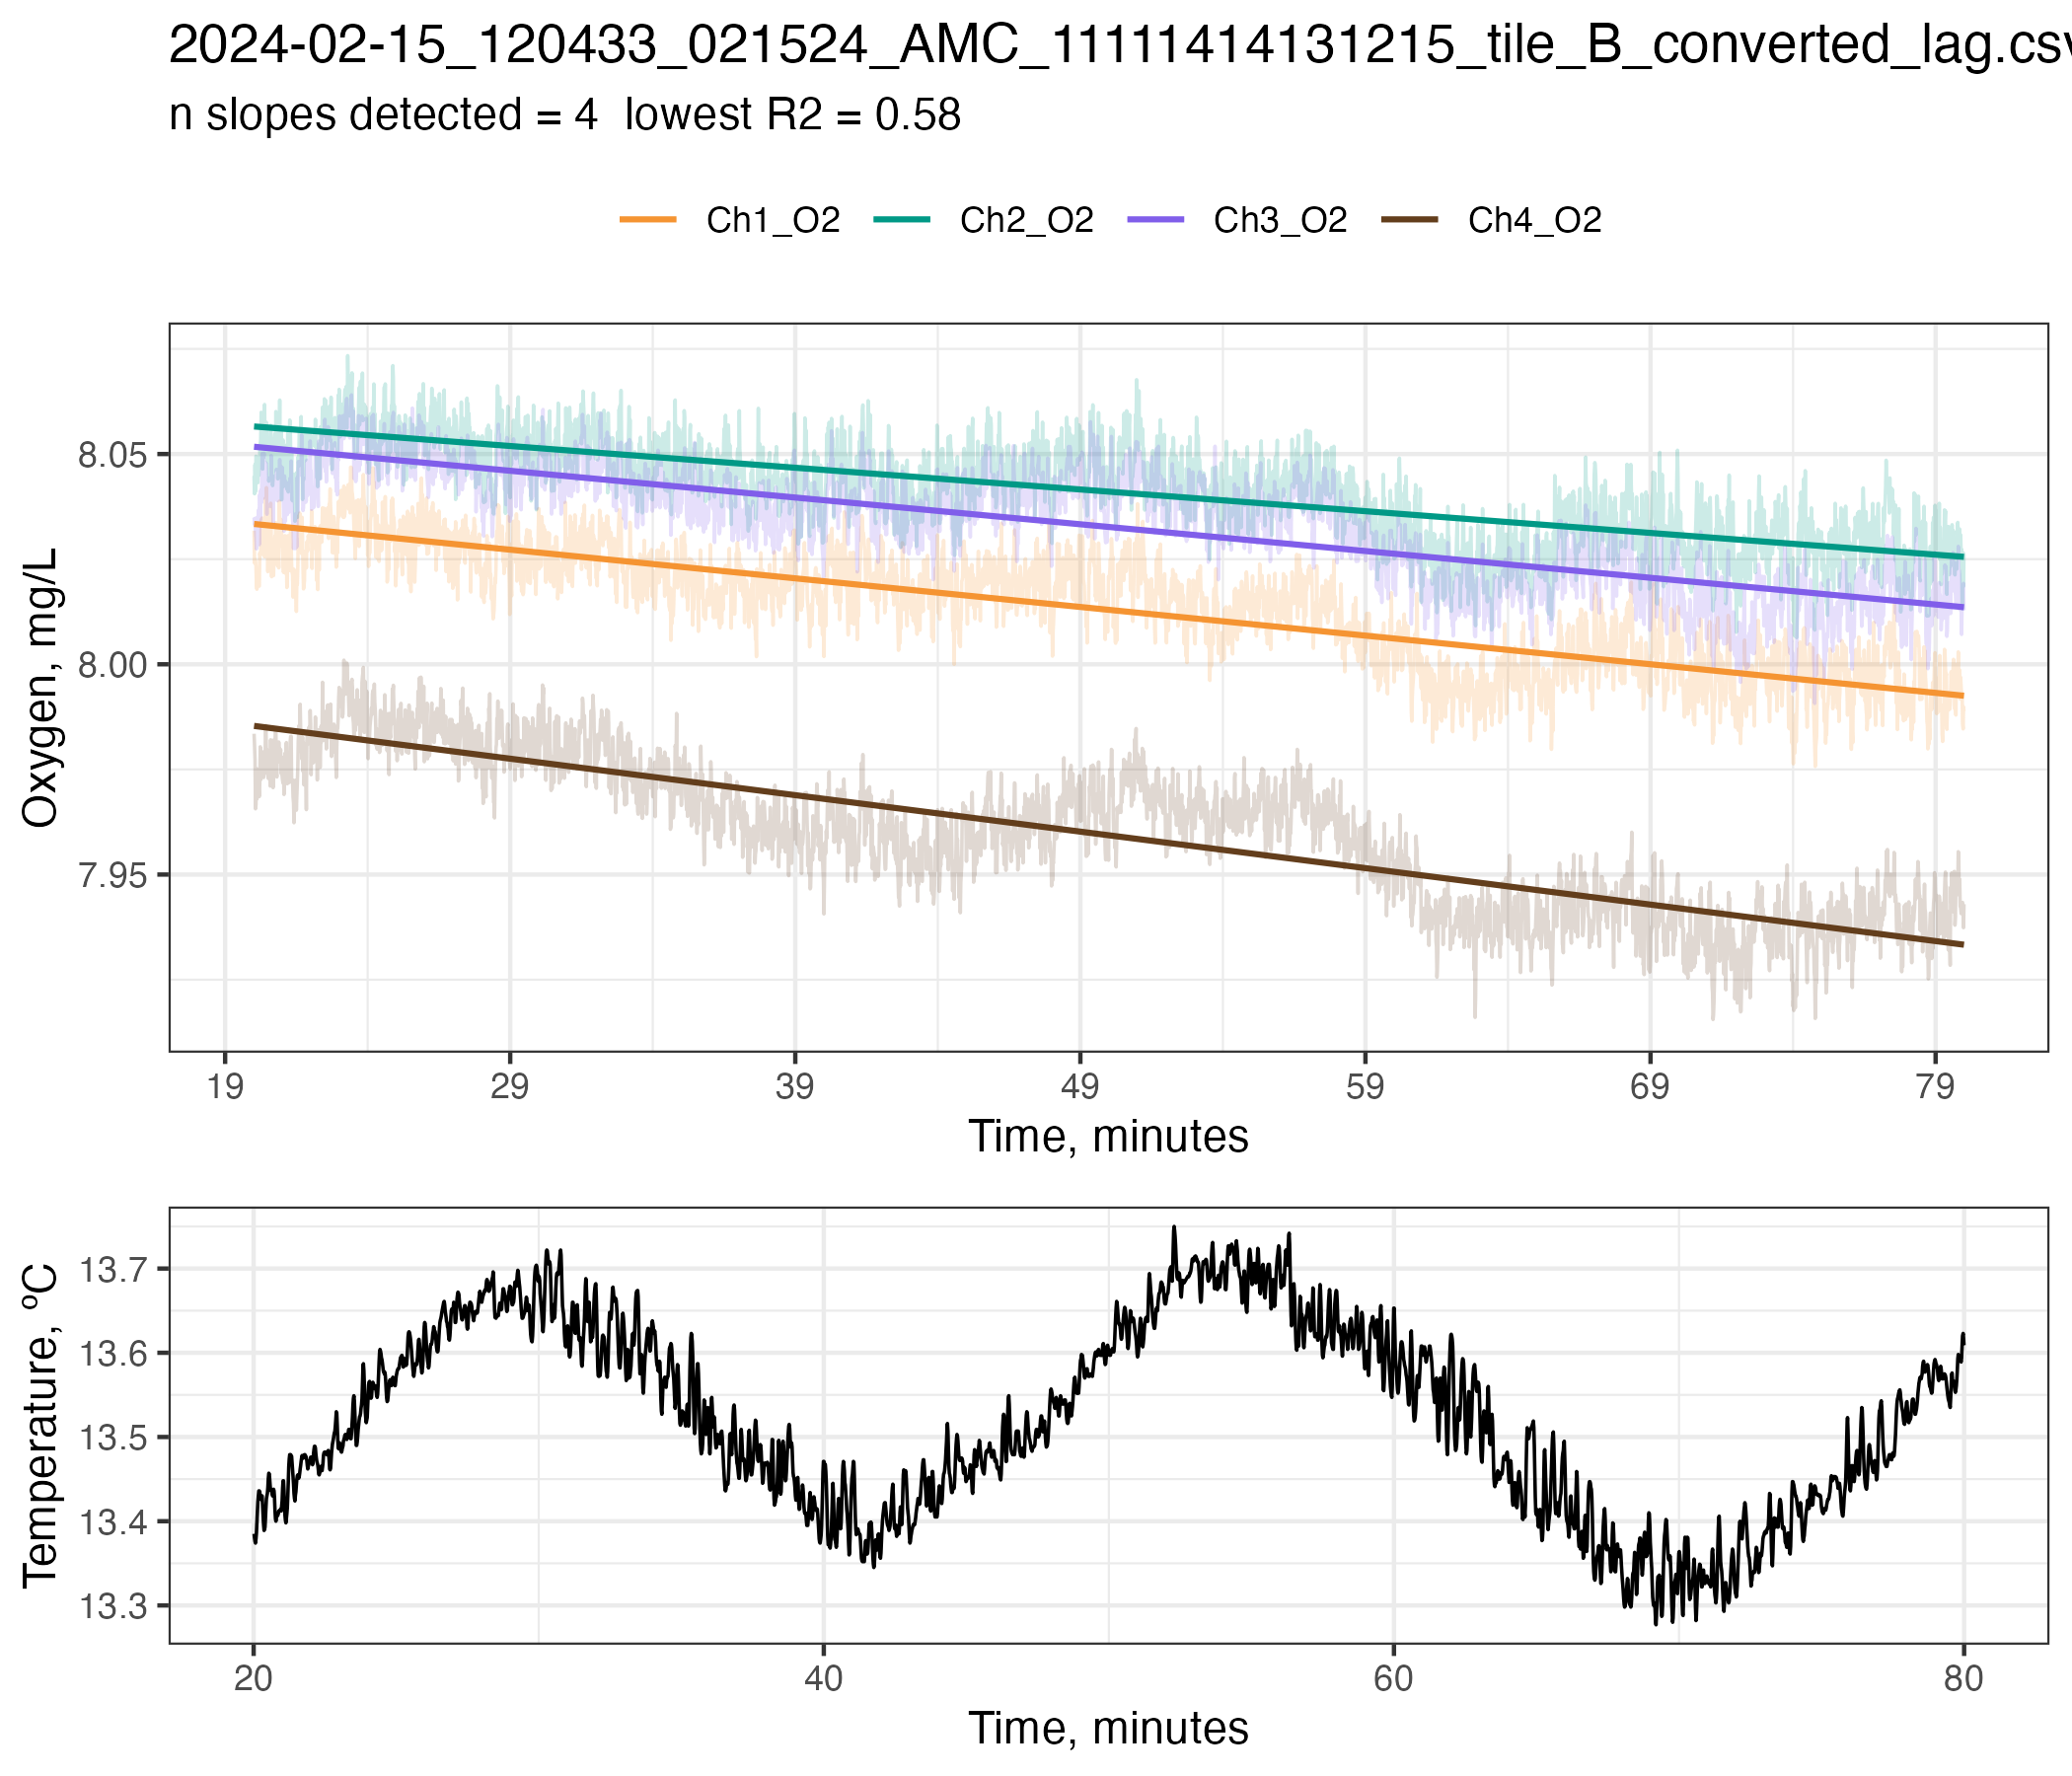 2024-02-15_120433_021524_AMC_11111414131215_tile_B_converted_lag.csv
n slopes detected = 4  lowest R2 = 0.58
Ch1_O2 Ch2_O2 Ch3_O2 Ch4_O2
Oxygen, mg/L
8.05
8.00
7.95
19 29 39 49 59 69 79
Time, minutes
Temperature, ºC
13.7
13.6
13.5
13.4
13.3
20 40 60 80
Time, minutes